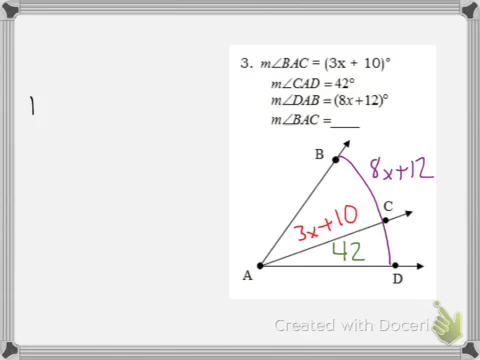 3. m∠BAC = (3x + 10)°
m∠CAD = 42°
m∠DAB = (8x+12)°
m∠BAC = ____
B
8x+12
C
3x+10
42
A
D
Created with Doceri